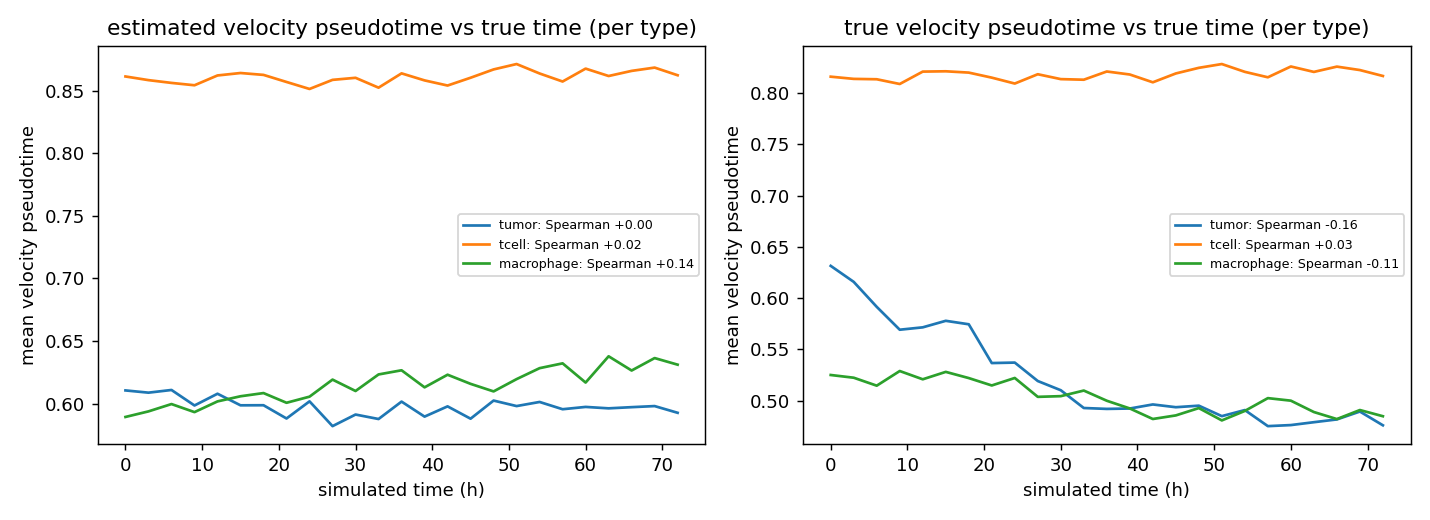 estimated velocity pseudotime vs true time (per type)
mean velocity pseudotime
0.85
0.80
0.75
0.70
0.65
0.60
tumor: Spearman +0.00
tcell: Spearman +0.02
macrophage: Spearman +0.14
0 10 20 30 40 50 60 70
simulated time (h)
true velocity pseudotime vs true time (per type)
mean velocity pseudotime
0.80
0.75
0.70
0.65
0.60
0.55
0.50
tumor: Spearman -0.16
tcell: Spearman +0.03
macrophage: Spearman -0.11
0 10 20 30 40 50 60 70
simulated time (h)